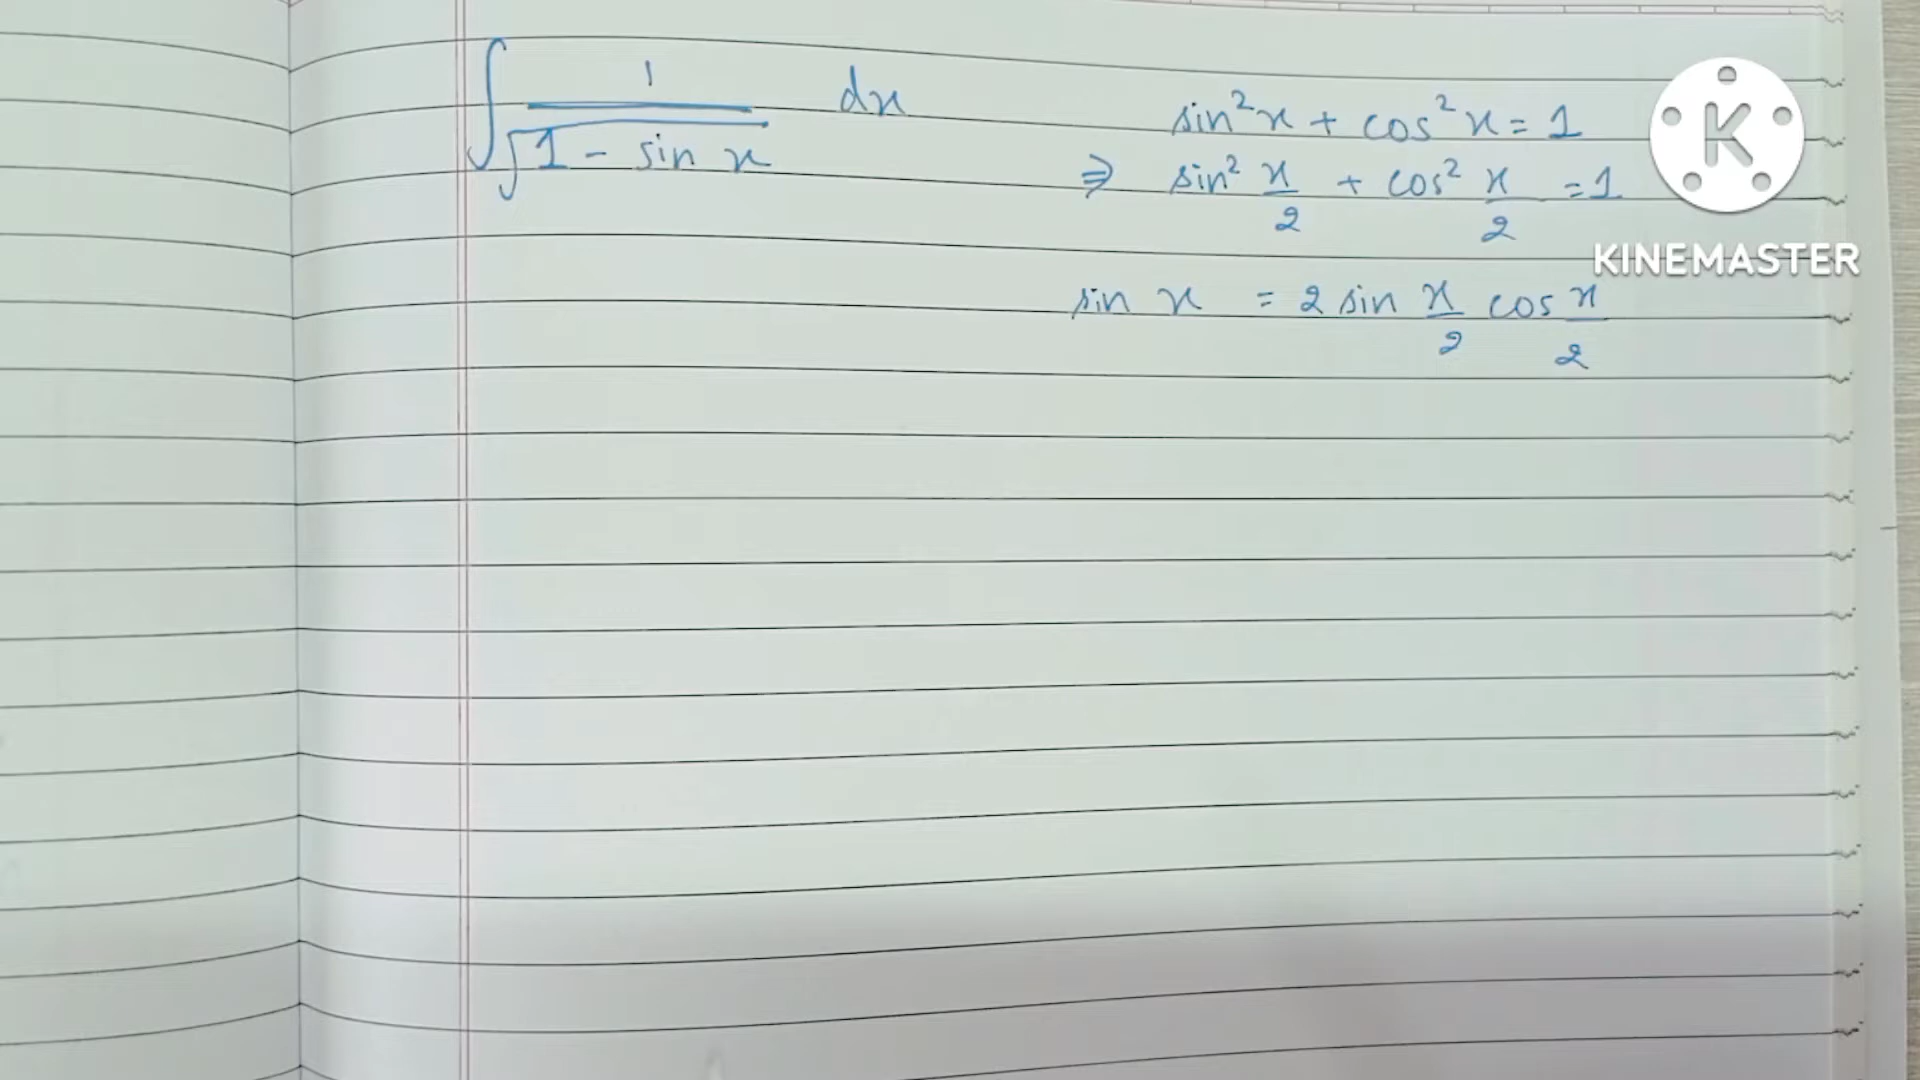 ∫ 1/√(1 - sin x) dx
sin²x + cos²x = 1
⇒ sin² x/2 + cos² x/2 = 1
KINEMASTER
sin x = 2 sin x/2 cos x/2